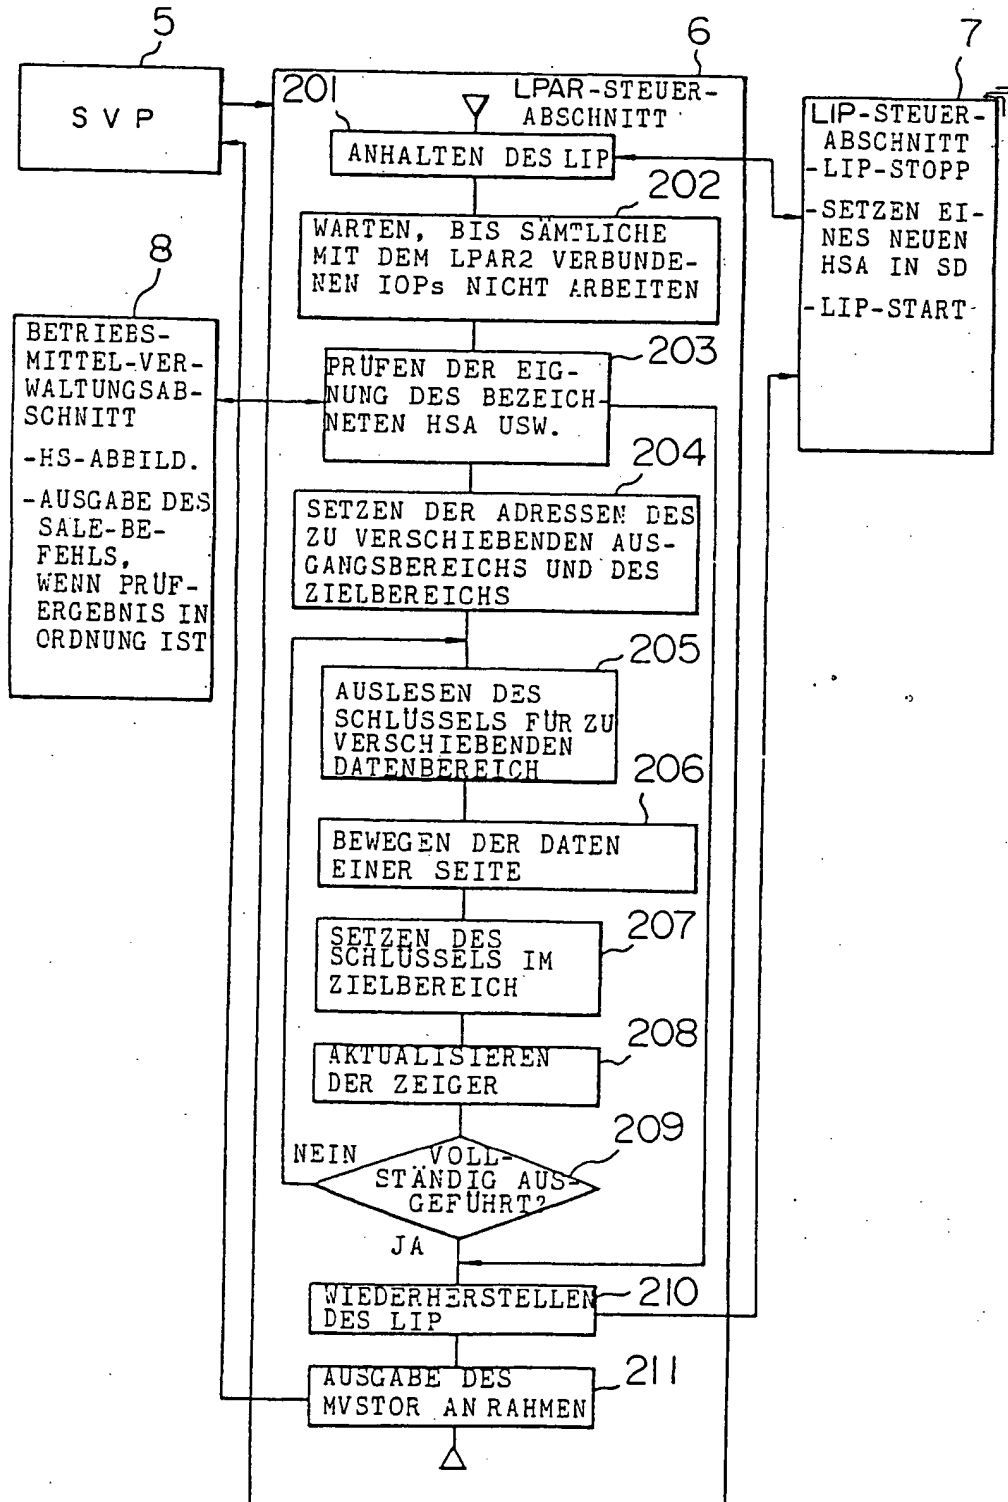 5
SVP
6
LPAR-STEUER-
ABSCHNITT
7
LIP-STEUER-
ABSCHNITT
-LIP-STOPP
-SETZEN EI-
NES NEUEN
HSA IN SD
-LIP-START
8
BETRIEBS-
MITTEL-VER-
WALTUNGSAB-
SCHNITT
-HS-ABBILD.
-AUSGABE DES
SALE-BE-
FEHLS,
WENN PRÜF-
ERGEBNIS IN
ORDNUNG IST
201
ANHALTEN DES LIP
202
WARTEN, BIS SÄMTLICHE
MIT DEM LPAR2 VERBUNDE-
NEN IOPs NICHT ARBEITEN
203
PRÜFEN DER EIG-
NUNG DES BEZEICH-
NETEN HSA USW.
204
SETZEN DER ADRESSEN DES
ZU VERSCHIEBENDEN AUS-
GANGSBEREICHS UND DES
ZIELBEREICHS
205
AUSLESEN DES
SCHLÜSSELS FÜR ZU
VERSCHIEBENDEN
DATENBEREICH
206
BEWEGEN DER DATEN
EINER SEITE
207
SETZEN DES
SCHLÜSSELS IM
ZIELBEREICH
208
AKTUALISIEREN
DER ZEIGER
209
NEIN
VOLL-
STÄNDIG AUS-
GEFÜHRT?
JA
210
WIEDERHERSTELLEN
DES LIP
211
AUSGABE DES
MVSTOR AN RAHMEN